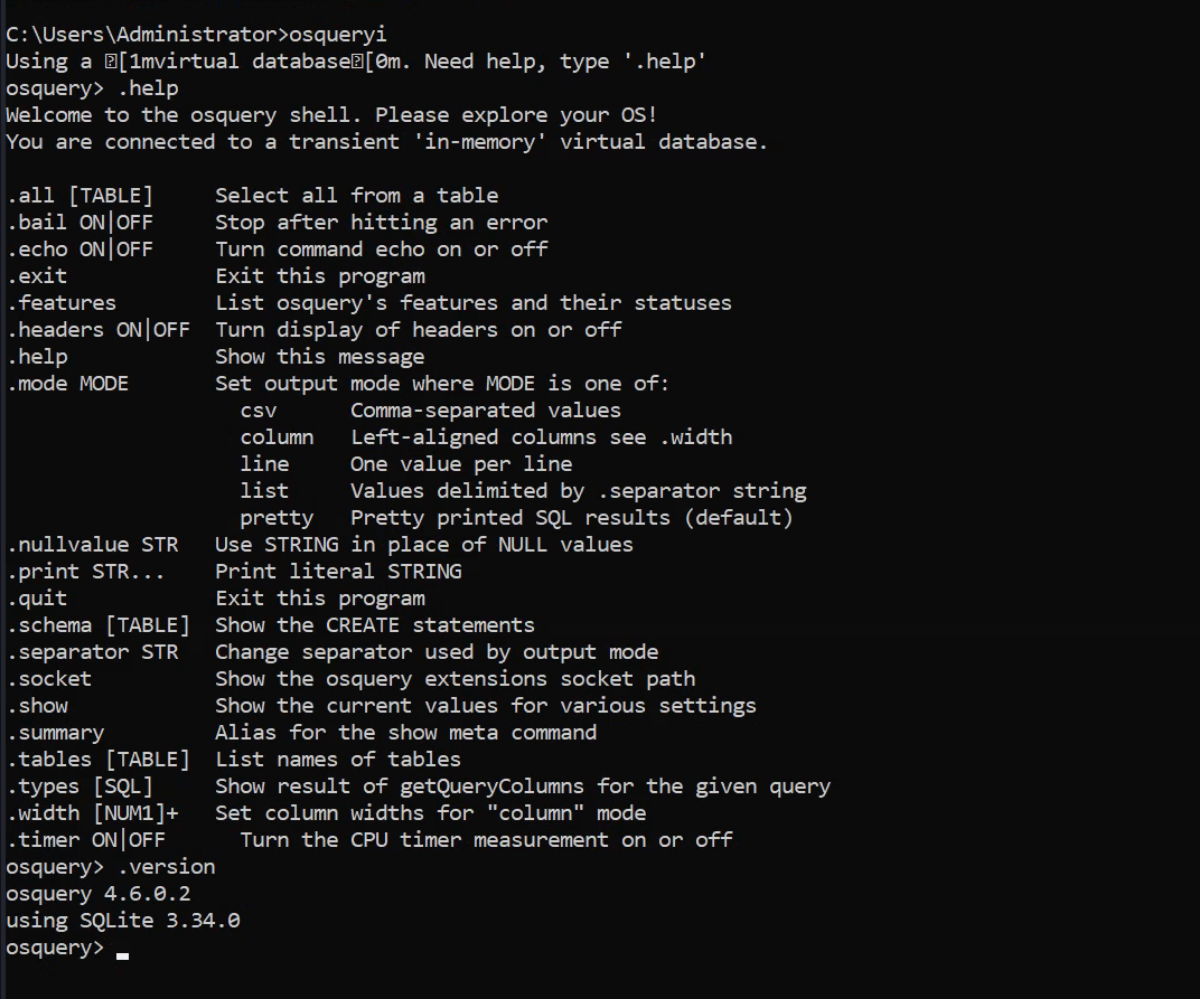 C:\Users\Administrator>osqueryi
Using a [1mvirtual database[0m. Need help, type '.help'
osquery> .help
Welcome to the osquery shell. Please explore your OS!
You are connected to a transient 'in-memory' virtual database.
.all [TABLE]     Select all from a table
.bail ON|OFF     Stop after hitting an error
.echo ON|OFF     Turn command echo on or off
.exit            Exit this program
.features        List osquery's features and their statuses
.headers ON|OFF  Turn display of headers on or off
.help            Show this message
.mode MODE       Set output mode where MODE is one of:
                   csv      Comma-separated values
                   column   Left-aligned columns see .width
                   line     One value per line
                   list     Values delimited by .separator string
                   pretty   Pretty printed SQL results (default)
.nullvalue STR   Use STRING in place of NULL values
.print STR...    Print literal STRING
.quit            Exit this program
.schema [TABLE]  Show the CREATE statements
.separator STR   Change separator used by output mode
.socket          Show the osquery extensions socket path
.show            Show the current values for various settings
.summary         Alias for the show meta command
.tables [TABLE]  List names of tables
.types [SQL]     Show result of getQueryColumns for the given query
.width [NUM1]+   Set column widths for "column" mode
.timer ON|OFF      Turn the CPU timer measurement on or off
osquery> .version
osquery 4.6.0.2
using SQLite 3.34.0
osquery>